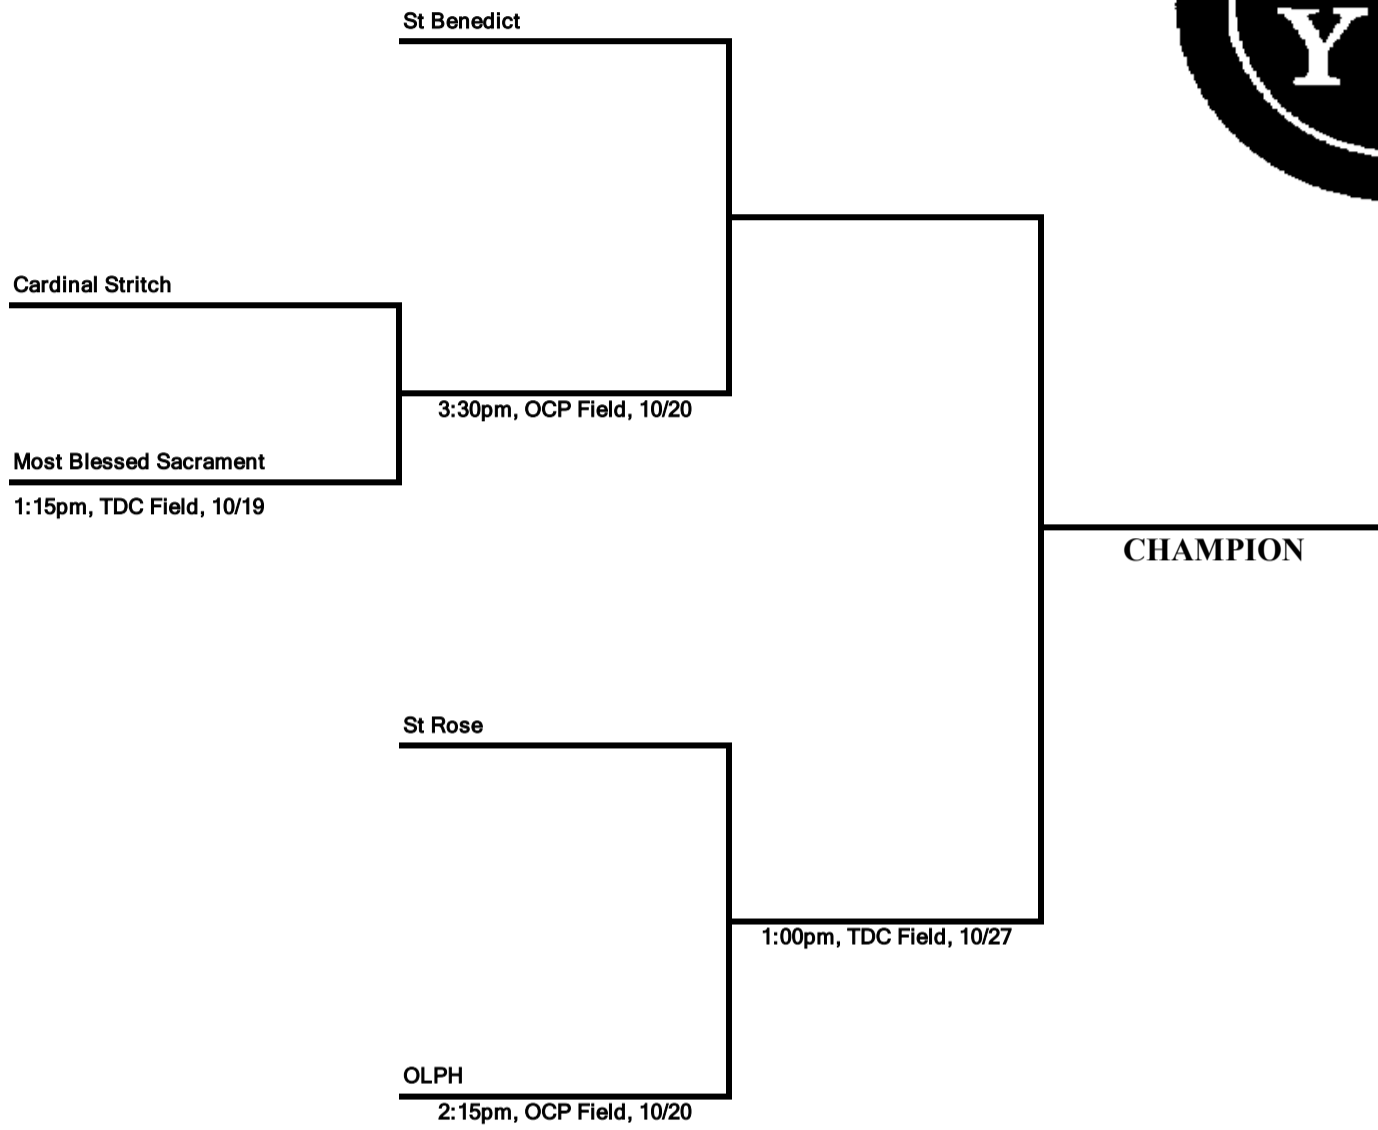 St Benedict
Y
Cardinal Stritch
3:30pm, OCP Field, 10/20
Most Blessed Sacrament
1:15pm, TDC Field, 10/19
CHAMPION
St Rose
1:00pm, TDC Field, 10/27
OLPH
2:15pm, OCP Field, 10/20